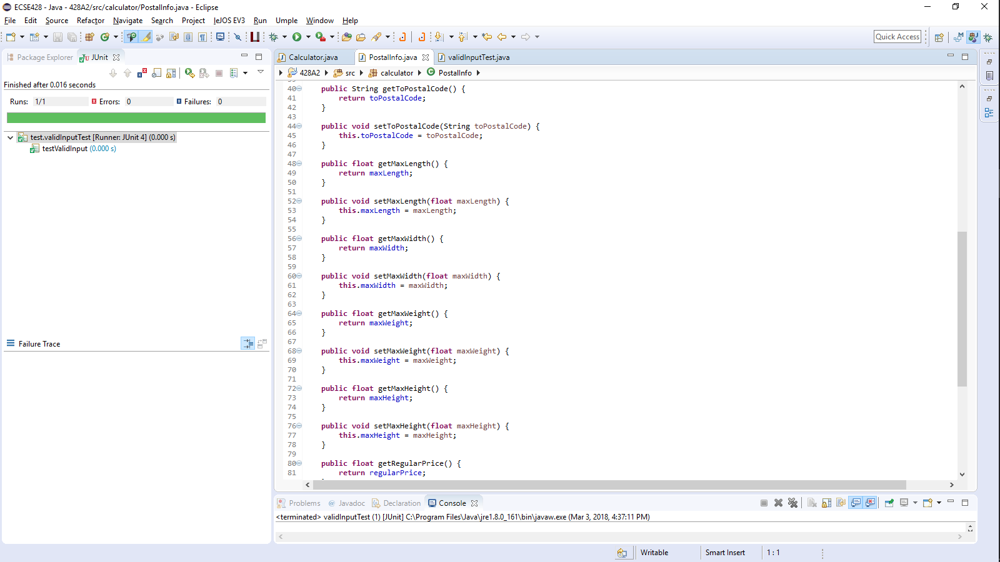 ECSE428 - Java - 428A2/src/calculator/PostalInfo.java - Eclipse
File Edit Source Refactor Navigate Search Project leJOS EV3 Run Umple Window Help
Quick Access
Package Explorer JUnit
Finished after 0.016 seconds
Runs: 1/1 Errors: 0 Failures: 0
test.validInputTest [Runner: JUnit 4] (0.000 s)
testValidInput (0.000 s)
Failure Trace
Calculator.java PostalInfo.java validInputTest.java
428A2 src calculator PostalInfo
40 public String getToPostalCode() {
41 return toPostalCode;
42 }
43
44 public void setToPostalCode(String toPostalCode) {
45 this.toPostalCode = toPostalCode;
46 }
47
48 public float getMaxLength() {
49 return maxLength;
50 }
51
52 public void setMaxLength(float maxLength) {
53 this.maxLength = maxLength;
54 }
55
56 public float getMaxWidth() {
57 return maxWidth;
58 }
59
60 public void setMaxWidth(float maxWidth) {
61 this.maxWidth = maxWidth;
62 }
63
64 public float getMaxWeight() {
65 return maxWeight;
66 }
67
68 public void setMaxWeight(float maxWeight) {
69 this.maxWeight = maxWeight;
70 }
71
72 public float getMaxHeight() {
73 return maxHeight;
74 }
75
76 public void setMaxHeight(float maxHeight) {
77 this.maxHeight = maxHeight;
78 }
79
80 public float getRegularPrice() {
81 return regularPrice;
Problems @ Javadoc Declaration Console
<terminated> validInputTest (1) [JUnit] C:\Program Files\Java\jre1.8.0_161\bin\javaw.exe (Mar 3, 2018, 4:37:11 PM)
Writable Smart Insert 1 : 1